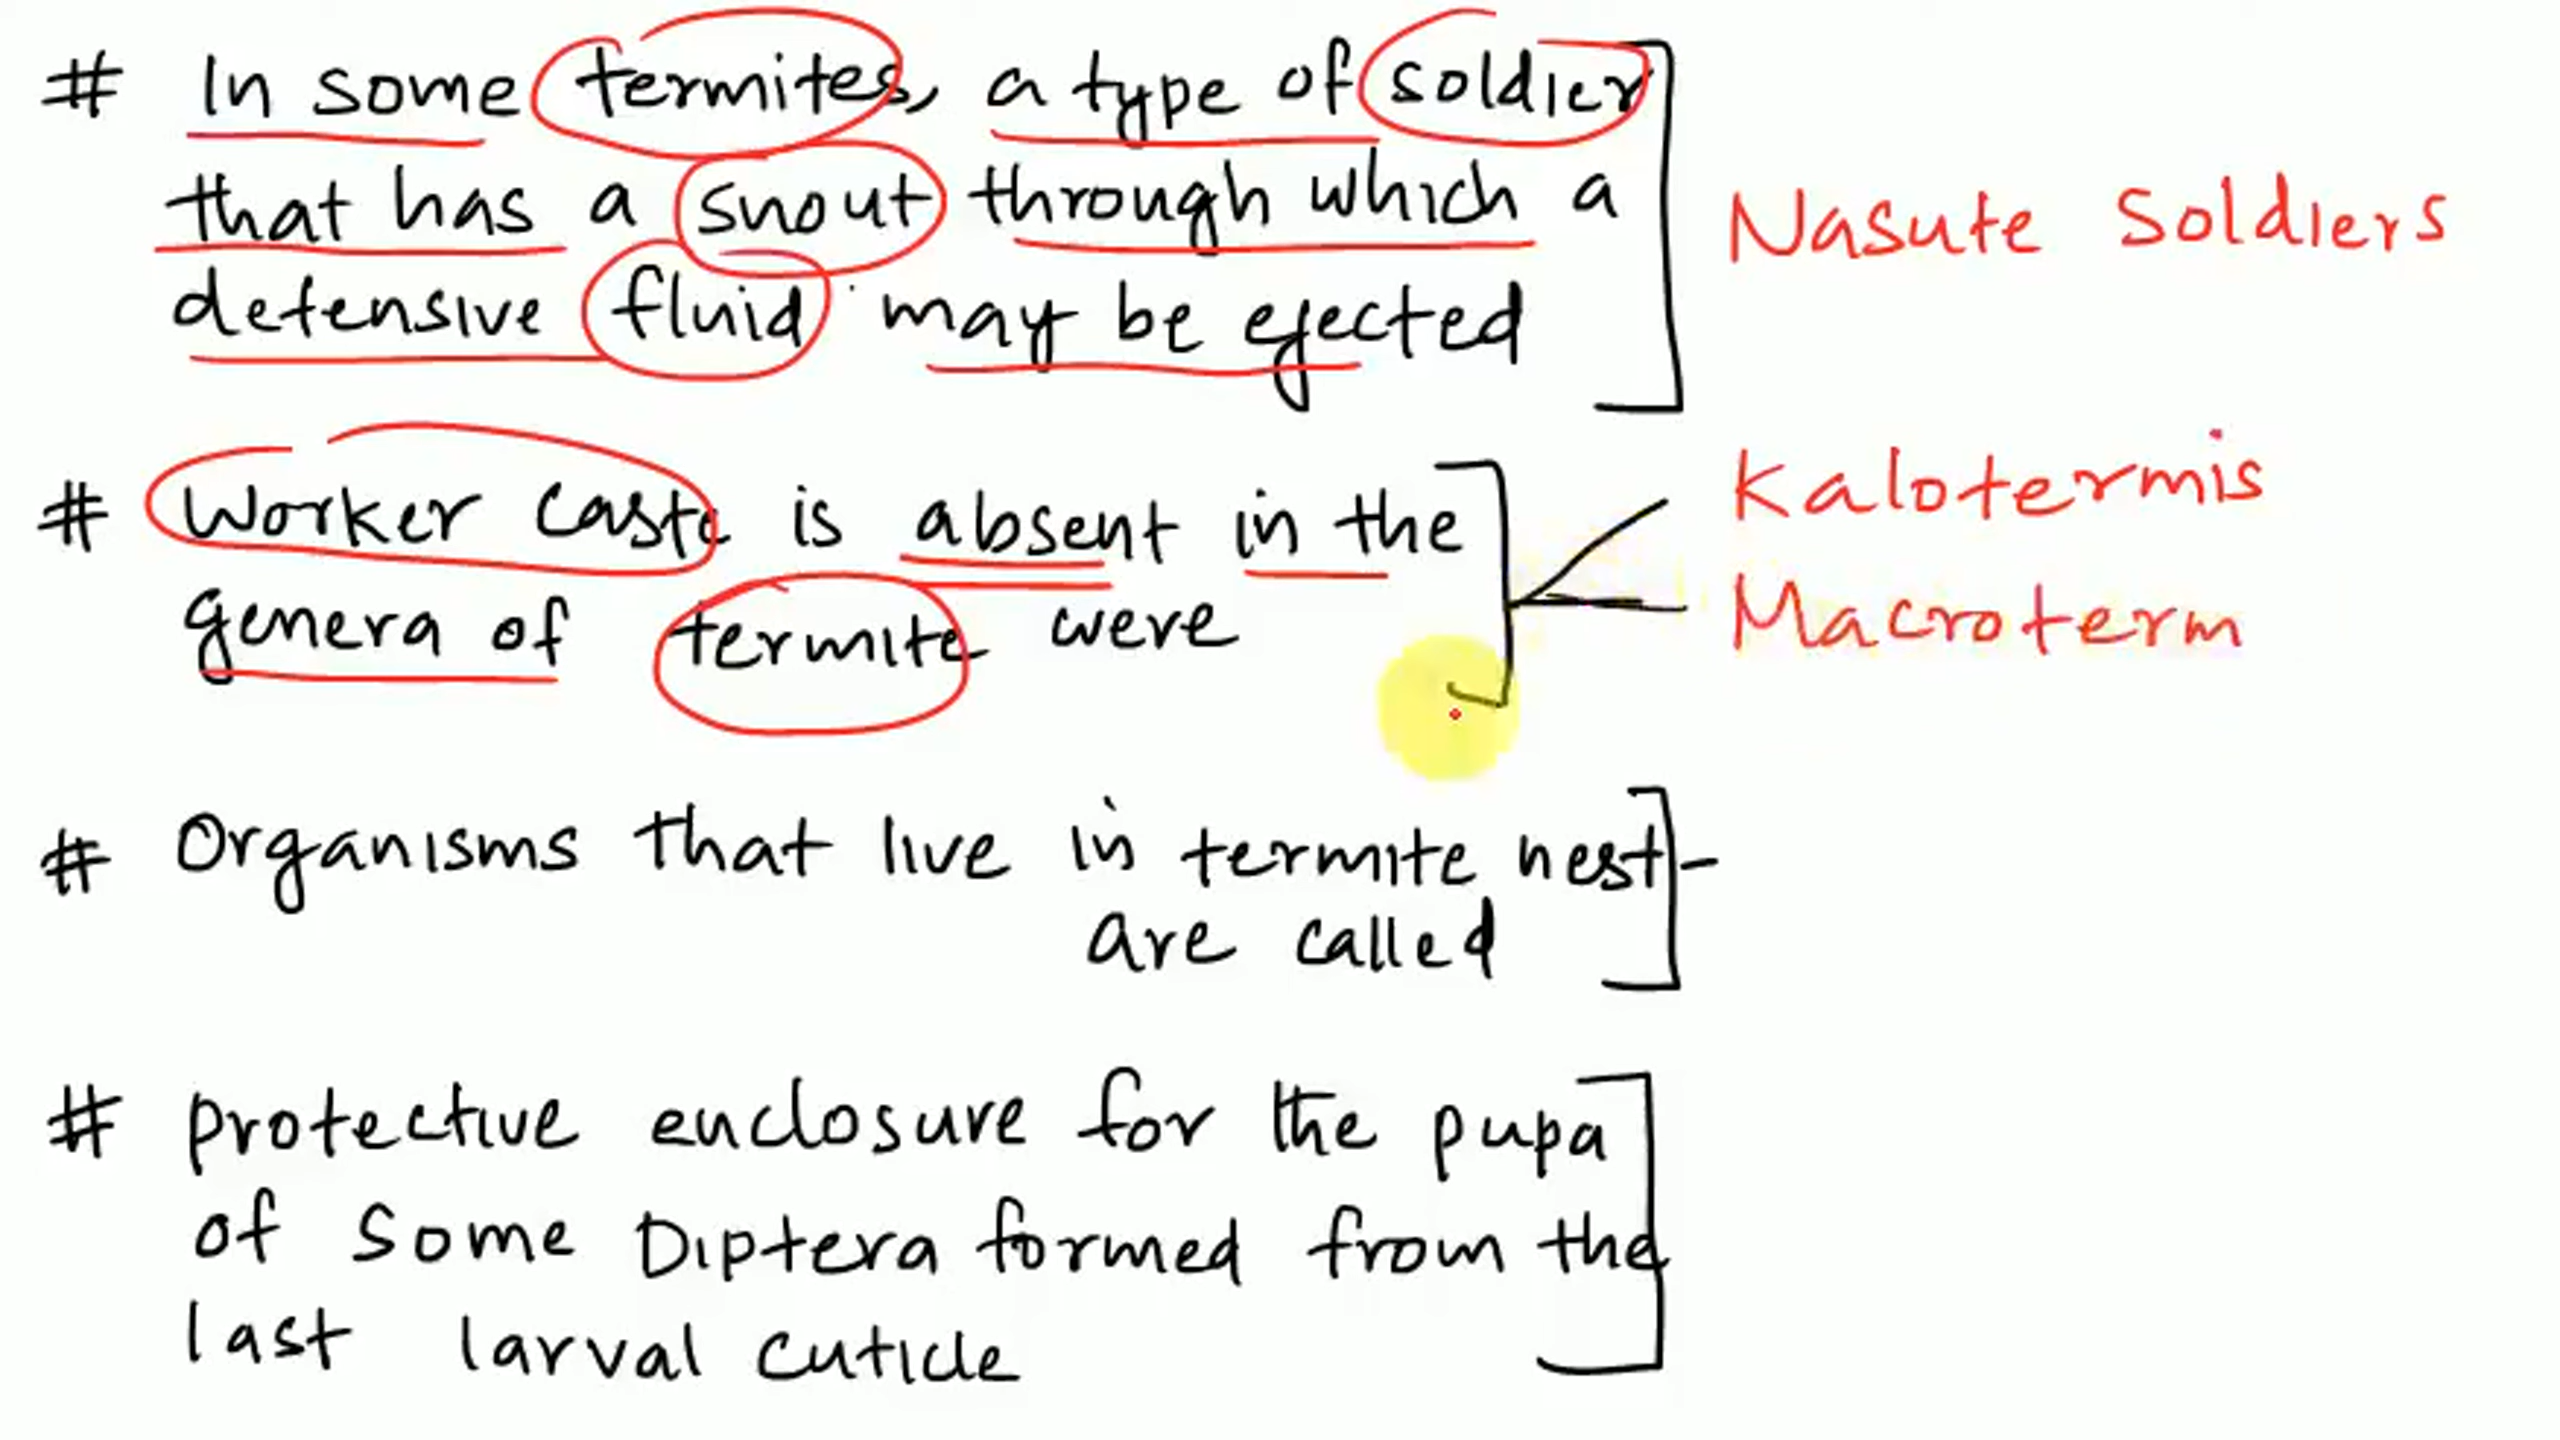 # In some termites, a type of soldier
that has a snout through which a
defensive fluid may be ejected
Nasute Soldiers
# Worker caste is absent in the
genera of termite were
Kalotermis
Macroterm
# Organisms that live in termite nest -
are called
# protective enclosure for the pupa
of some Diptera formed from the
last larval cuticle